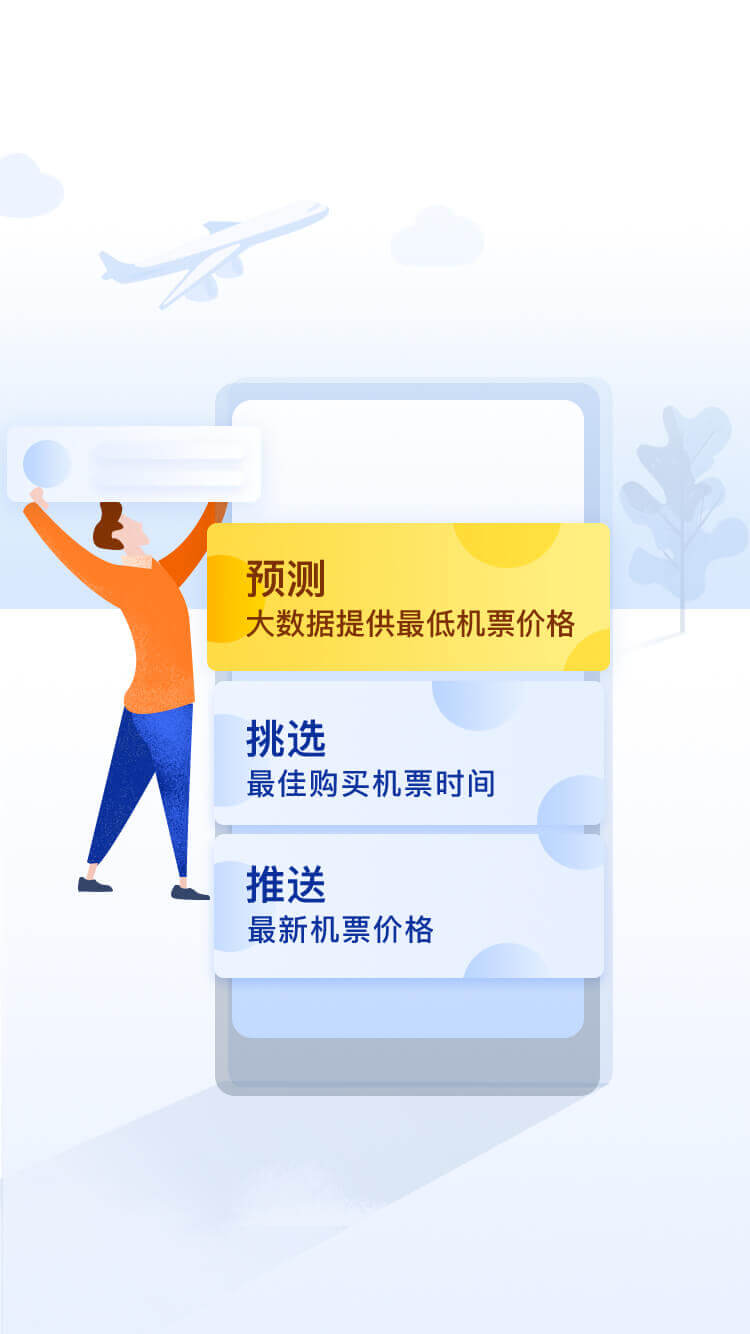 预测
大数据提供最低机票价格
挑选
最佳购买机票时间
推送
最新机票价格